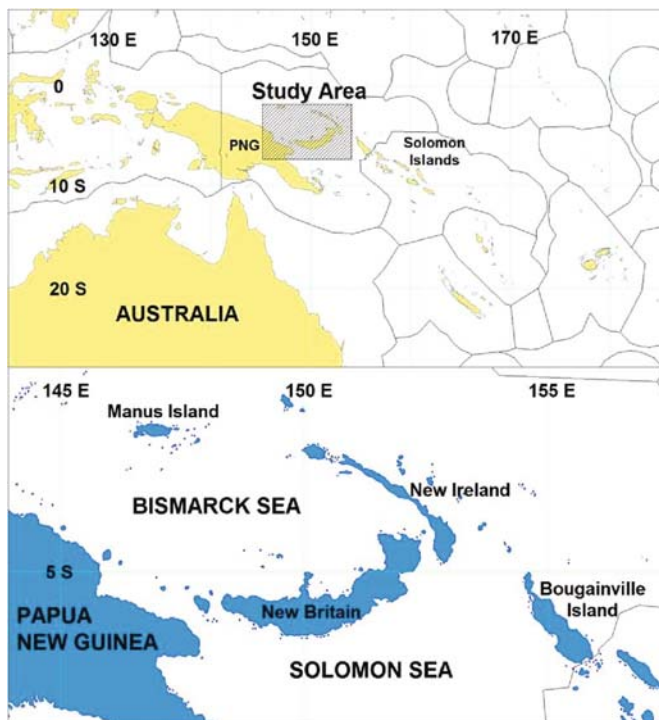 130 E 150 E 170 E
0
Study Area
PNG
Solomon
Islands
10 S
20 S
AUSTRALIA
145 E 150 E 155 E
Manus Island
New Ireland
BISMARCK SEA
5 S
Bougainville
Island
New Britain
PAPUA
NEW GUINEA
SOLOMON SEA